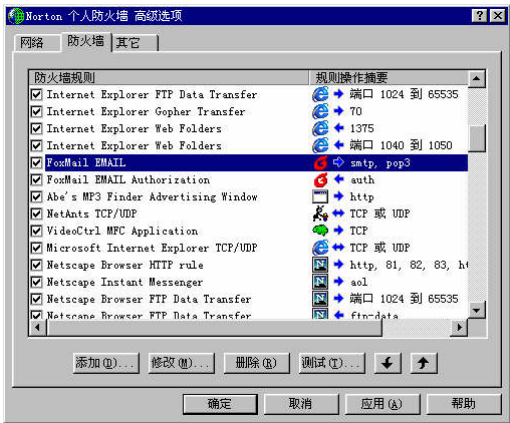 Norton 个人防火墙 高级选项
网络 防火墙 其它
防火墙规则 规则操作摘要
Internet Explorer FTP Data Transfer 端口 1024 到 65535
Internet Explorer Gopher Transfer 70
Internet Explorer Web Folders 1375
Internet Explorer Web Folders 端口 1040 到 1050
FoxMail EMAIL smtp, pop3
FoxMail EMAIL Authorization auth
Abe's MP3 Finder Advertising Window http
NetAnts TCP/UDP TCP 或 UDP
VideoCtrl MFC Application TCP
Microsoft Internet Explorer TCP/UDP TCP 或 UDP
Netscape Browser HTTP rule http, 81, 82, 83, ht
Netscape Instant Messenger aol
Netscape Browser FTP Data Transfer 端口 1024 到 65535
Netscape Browser FTP Data Transfer ftp-data
添加(D)... 修改(M)... 删除(R) 测试(T)...
确定 取消 应用(A) 帮助